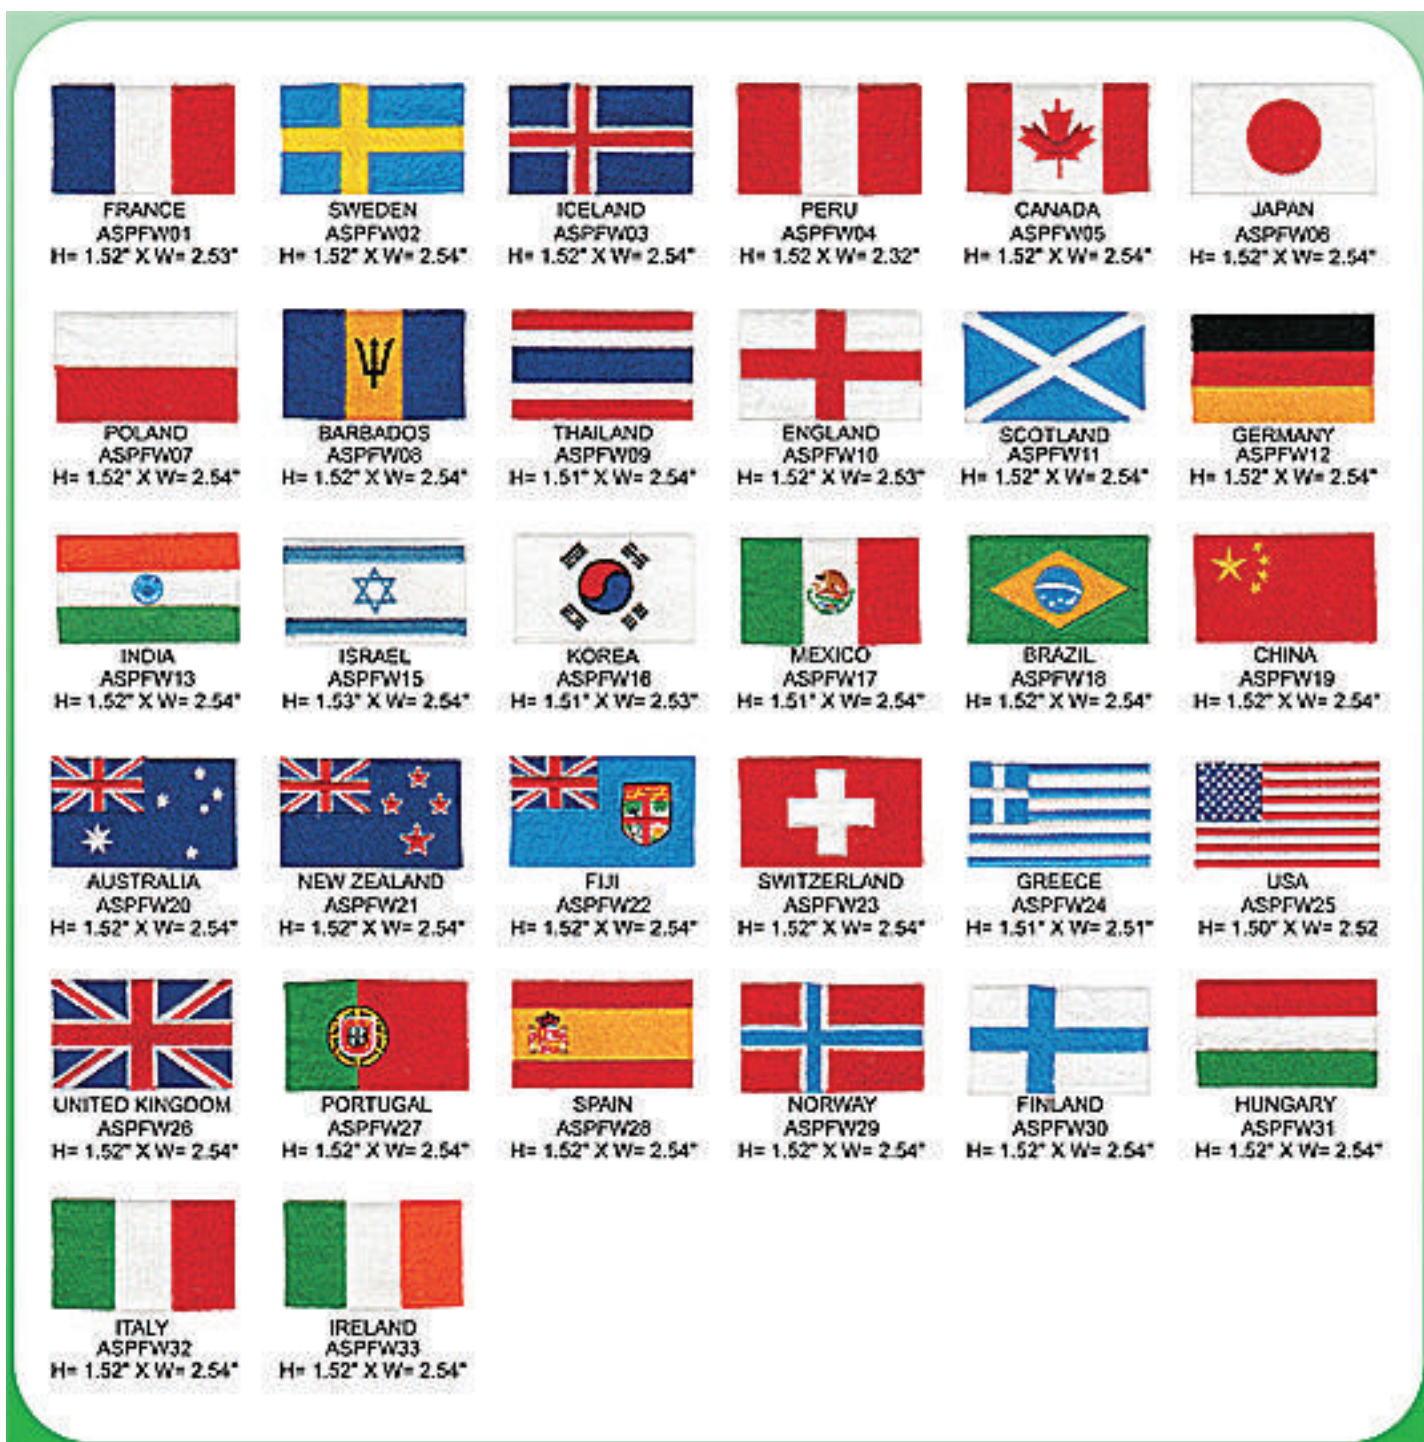 FRANCE
ASPFW01
H= 1.52" X W= 2.53"
SWEDEN
ASPFW02
H= 1.52" X W= 2.54"
ICELAND
ASPFW03
H= 1.52" X W= 2.54"
PERU
ASPFW04
H= 1.52 X W= 2.32"
CANADA
ASPFW05
H= 1.52" X W= 2.54"
JAPAN
ASPFW06
H= 1.52" X W= 2.54"
POLAND
ASPFW07
H= 1.52" X W= 2.54"
BARBADOS
ASPFW08
H= 1.52" X W= 2.54"
THAILAND
ASPFW09
H= 1.51" X W= 2.54"
ENGLAND
ASPFW10
H= 1.52" X W= 2.53"
SCOTLAND
ASPFW11
H= 1.52" X W= 2.54"
GERMANY
ASPFW12
H= 1.52" X W= 2.54"
INDIA
ASPFW13
H= 1.52" X W= 2.54"
ISRAEL
ASPFW15
H= 1.53" X W= 2.54"
KOREA
ASPFW16
H= 1.51" X W= 2.53"
MEXICO
ASPFW17
H= 1.51" X W= 2.54"
BRAZIL
ASPFW18
H= 1.52" X W= 2.54"
CHINA
ASPFW19
H= 1.52" X W= 2.54"
AUSTRALIA
ASPFW20
H= 1.52" X W= 2.54"
NEW ZEALAND
ASPFW21
H= 1.52" X W= 2.54"
FIJI
ASPFW22
H= 1.52" X W= 2.54"
SWITZERLAND
ASPFW23
H= 1.52" X W= 2.54"
GREECE
ASPFW24
H= 1.51" X W= 2.51"
USA
ASPFW25
H= 1.50" X W= 2.52
UNITED KINGDOM
ASPFW26
H= 1.52" X W= 2.54"
PORTUGAL
ASPFW27
H= 1.52" X W= 2.54"
SPAIN
ASPFW28
H= 1.52" X W= 2.54"
NORWAY
ASPFW29
H= 1.52" X W= 2.54"
FINLAND
ASPFW30
H= 1.52" X W= 2.54"
HUNGARY
ASPFW31
H= 1.52" X W= 2.54"
ITALY
ASPFW32
H= 1.52" X W= 2.54"
IRELAND
ASPFW33
H= 1.52" X W= 2.54"